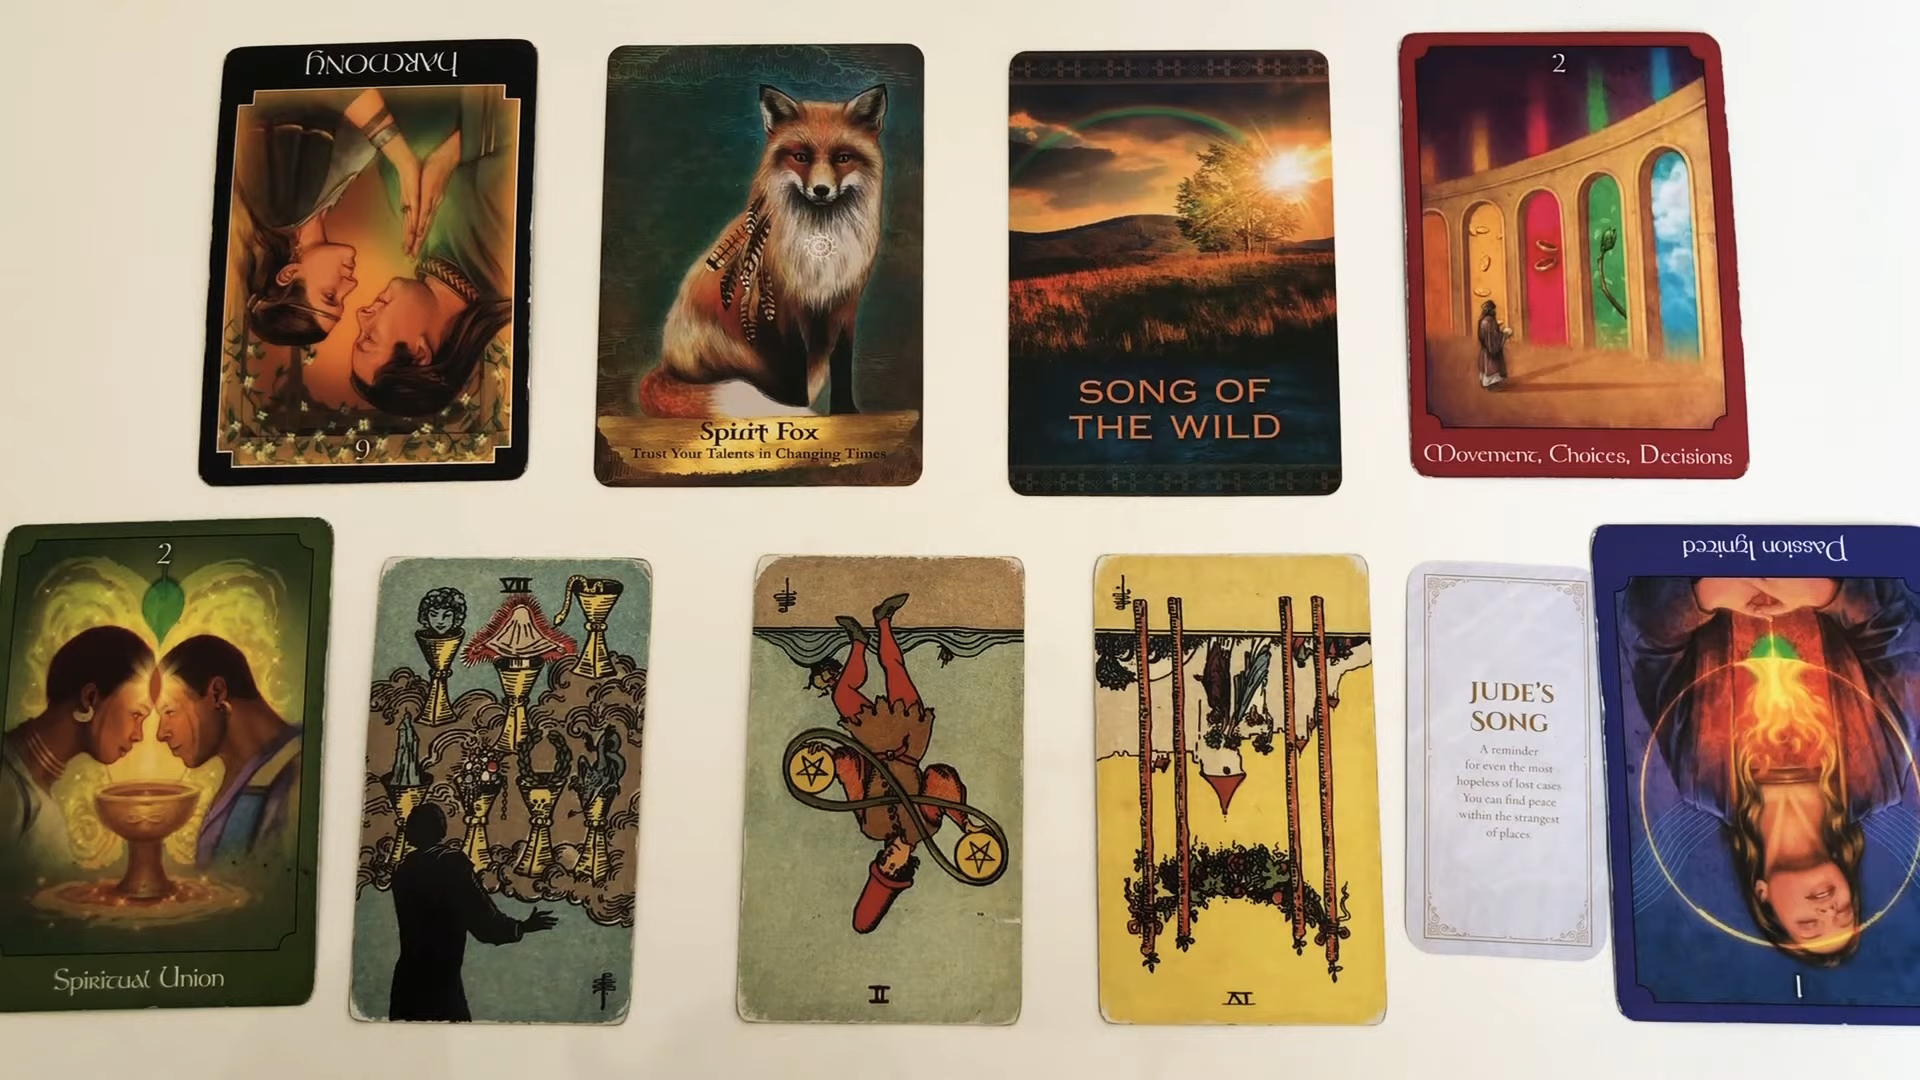 HARMONY
6
Spirit Fox
Trust Your Talents in Changing Times
SONG OF
THE WILD
2
Movement, Choices, Decisions
2
Spiritual Union
VII
II
IV
JUDE'S
SONG
A reminder
for even the most
hopeless of lost cases
You can find peace
within the strangest
of places.
Passion Ignited
1